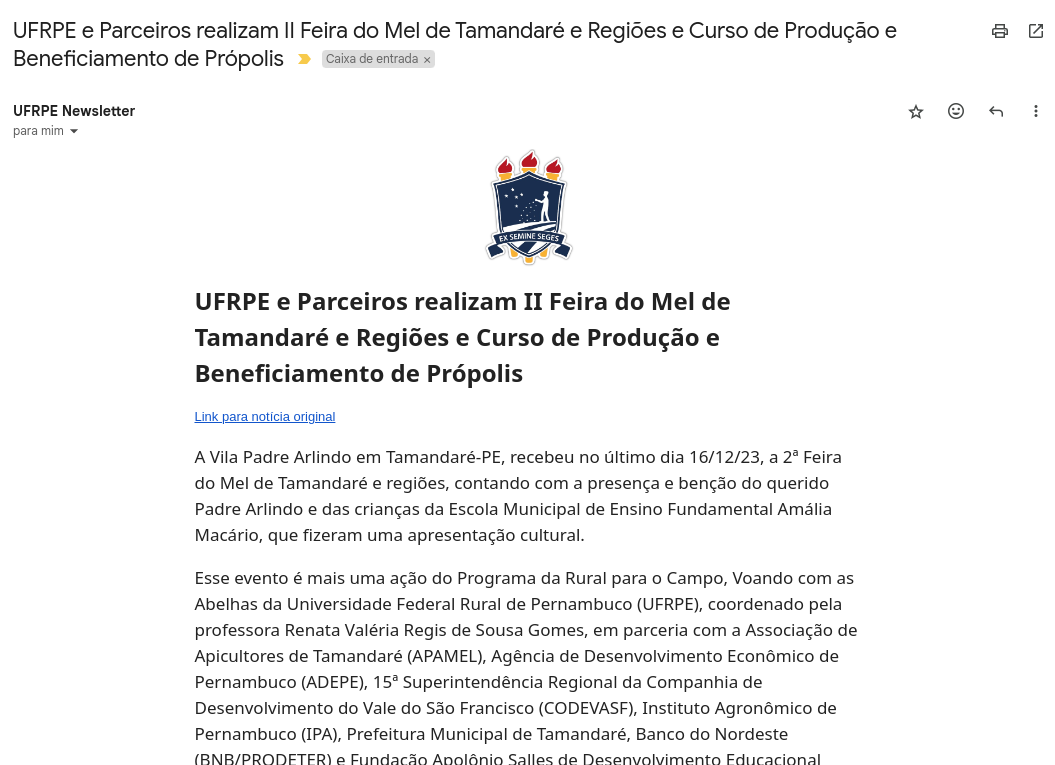 UFRPE e Parceiros realizam II Feira do Mel de Tamandaré e Regiões e Curso de Produção e
Beneficiamento de Própolis Caixa de entrada ×
UFRPE Newsletter
para mim
EX SEMINE SEGES
UFRPE e Parceiros realizam II Feira do Mel de
Tamandaré e Regiões e Curso de Produção e
Beneficiamento de Própolis
Link para notícia original
A Vila Padre Arlindo em Tamandaré-PE, recebeu no último dia 16/12/23, a 2ª Feira
do Mel de Tamandaré e regiões, contando com a presença e benção do querido
Padre Arlindo e das crianças da Escola Municipal de Ensino Fundamental Amália
Macário, que fizeram uma apresentação cultural.
Esse evento é mais uma ação do Programa da Rural para o Campo, Voando com as
Abelhas da Universidade Federal Rural de Pernambuco (UFRPE), coordenado pela
professora Renata Valéria Regis de Sousa Gomes, em parceria com a Associação de
Apicultores de Tamandaré (APAMEL), Agência de Desenvolvimento Econômico de
Pernambuco (ADEPE), 15ª Superintendência Regional da Companhia de
Desenvolvimento do Vale do São Francisco (CODEVASF), Instituto Agronômico de
Pernambuco (IPA), Prefeitura Municipal de Tamandaré, Banco do Nordeste
(BNB/PRODETER) e Fundação Apolônio Salles de Desenvolvimento Educacional